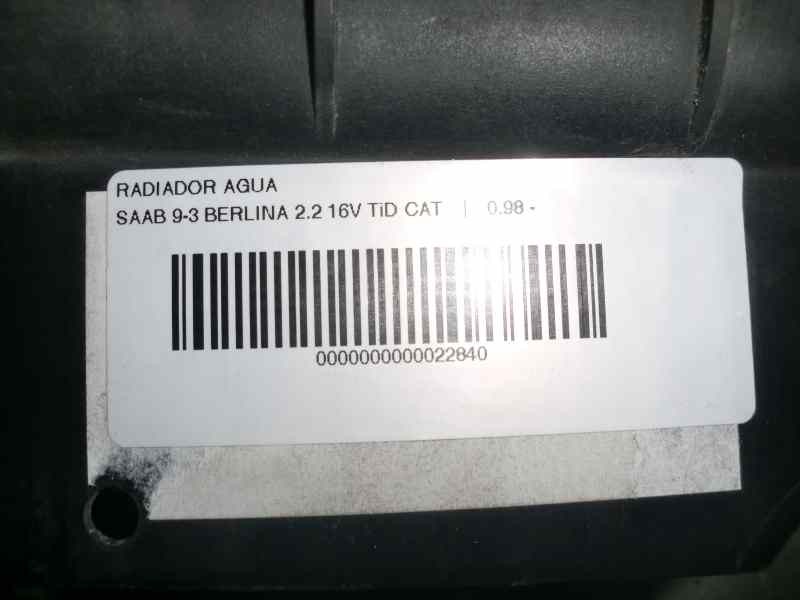 RADIADOR AGUA
SAAB 9-3 BERLINA 2.2 16V TiD CAT | 0.98 -
0000000000022840